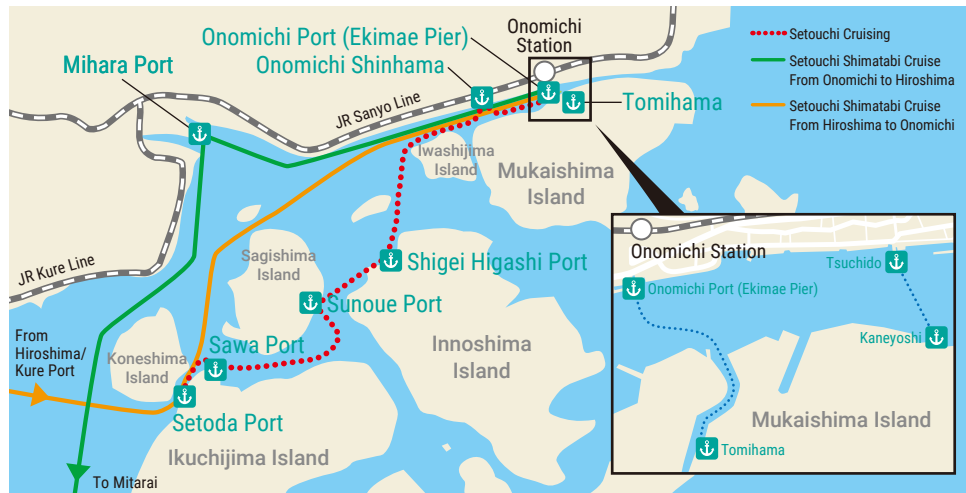 Onomichi
Station
Onomichi Port (Ekimae Pier)
Onomichi Shinhama
Mihara Port
Tomihama
JR Sanyo Line
Iwashijima
Island
Mukaishima
Island
Setouchi Cruising
Setouchi Shimatabi Cruise
From Onomichi to Hiroshima
Setouchi Shimatabi Cruise
From Hiroshima to Onomichi
JR Kure Line
Sagishima
Island
Shigei Higashi Port
Sunoue Port
From
Hiroshima/
Kure Port
Koneshima
Island
Sawa Port
Innoshima
Island
Setoda Port
Ikuchijima Island
To Mitarai
Onomichi Station
Tsuchido
Onomichi Port (Ekimae Pier)
Kaneyoshi
Mukaishima Island
Tomihama